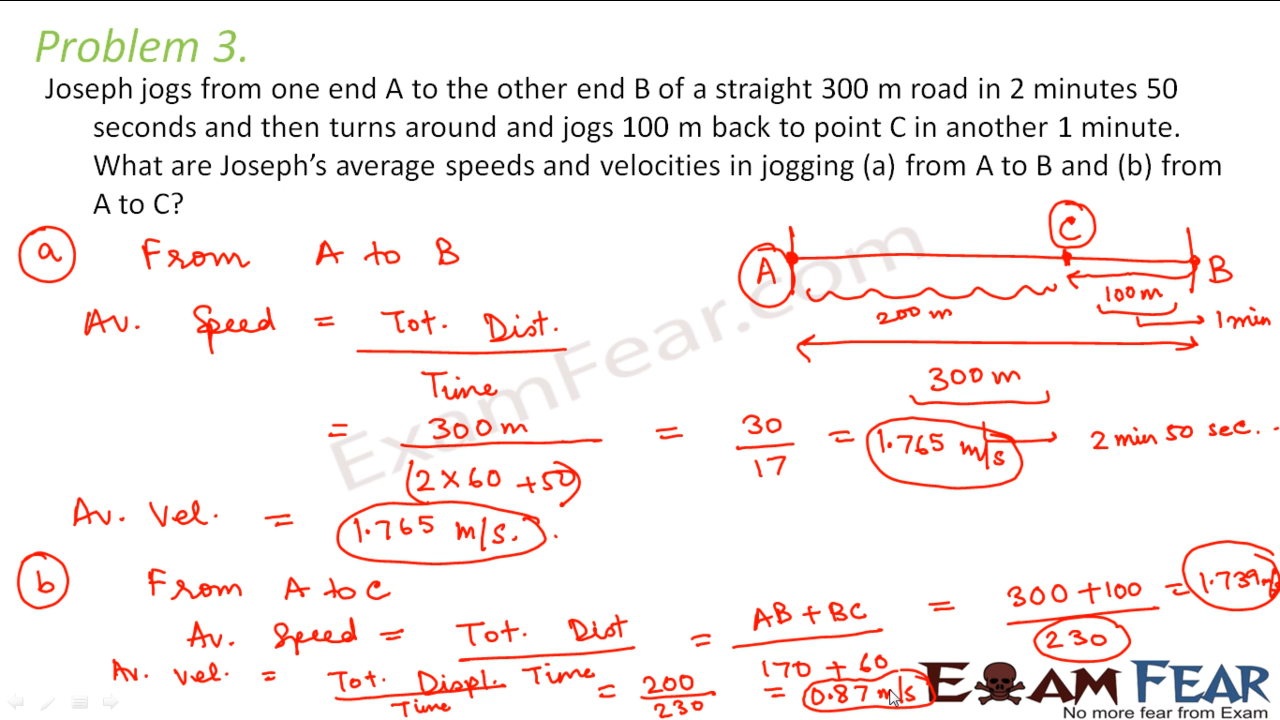 Problem 3.
Joseph jogs from one end A to the other end B of a straight 300 m road in 2 minutes 50
seconds and then turns around and jogs 100 m back to point C in another 1 minute.
What are Joseph's average speeds and velocities in jogging (a) from A to B and (b) from
A to C?
a From A to B
A C B
100m
200 m 1 min
300 m
2 min 50 sec.
Av. Speed = Tot. Dist.
Time
= 300m = 30 = 1.765 m/s
(2 x 60 + 50) 17
Av. Vel. = 1.765 m/s.
b From A to C
Av. Speed = Tot. Dist = AB + BC = 300 + 100 = 1.739 m/s
Time 170 + 60 230
Av. Vel. = Tot. Displ. = 200 = 0.87 m/s
Time 230
ExamFear.com
EXAM FEAR
No more fear from Exam